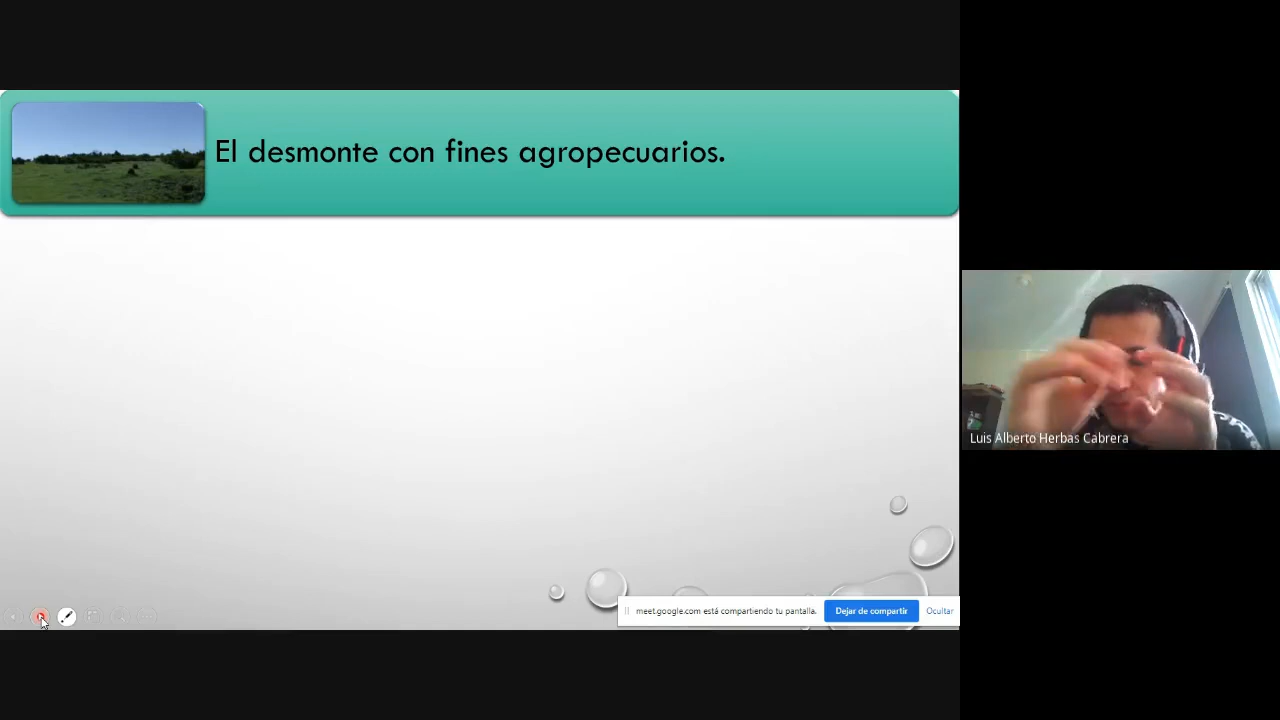 El desmonte con fines agropecuarios.
Luis Alberto Herbas Cabrera
meet.google.com está compartiendo tu pantalla.
Dejar de compartir
Ocultar